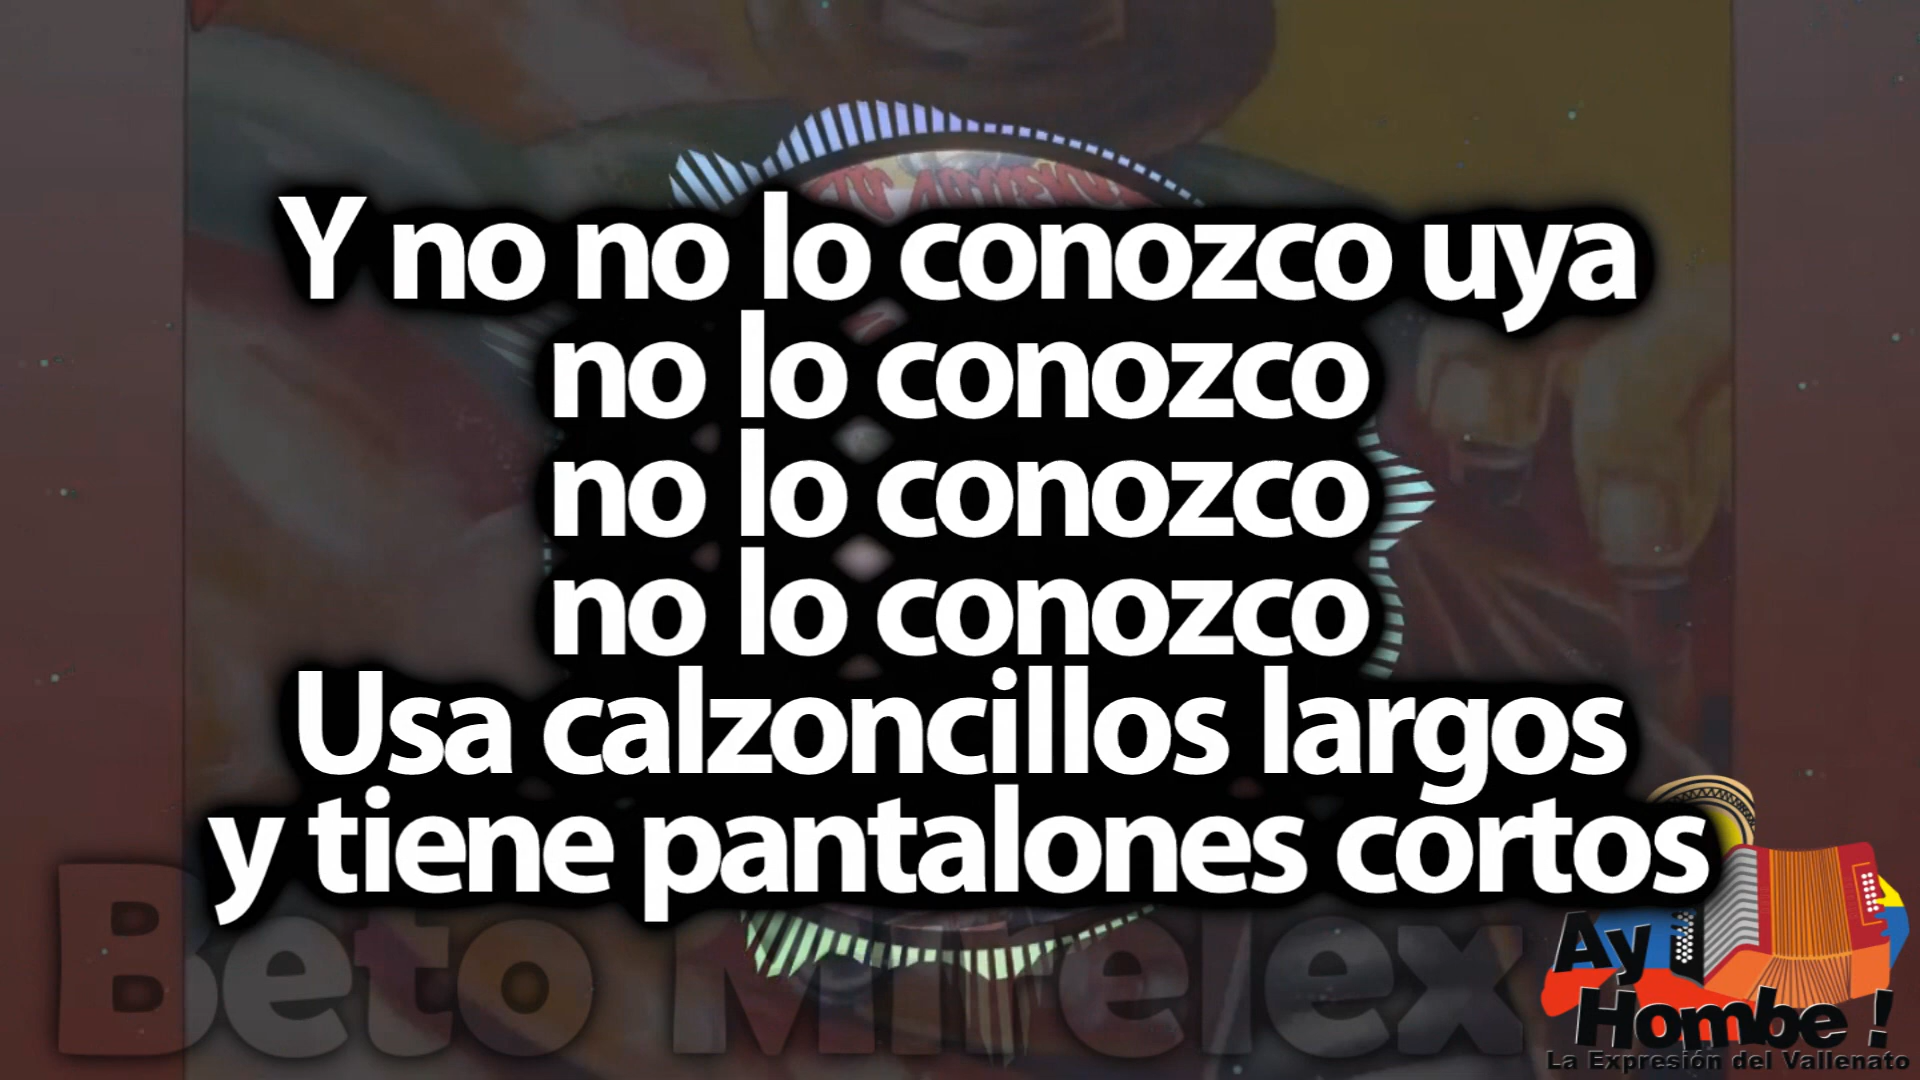 Y no no lo conozco uya
no lo conozco
no lo conozco
no lo conozco
Usa calzoncillos largos
y tiene pantalones cortos
Beto Mirelex
Ay
Hombe !
La Expresión del Vallenato